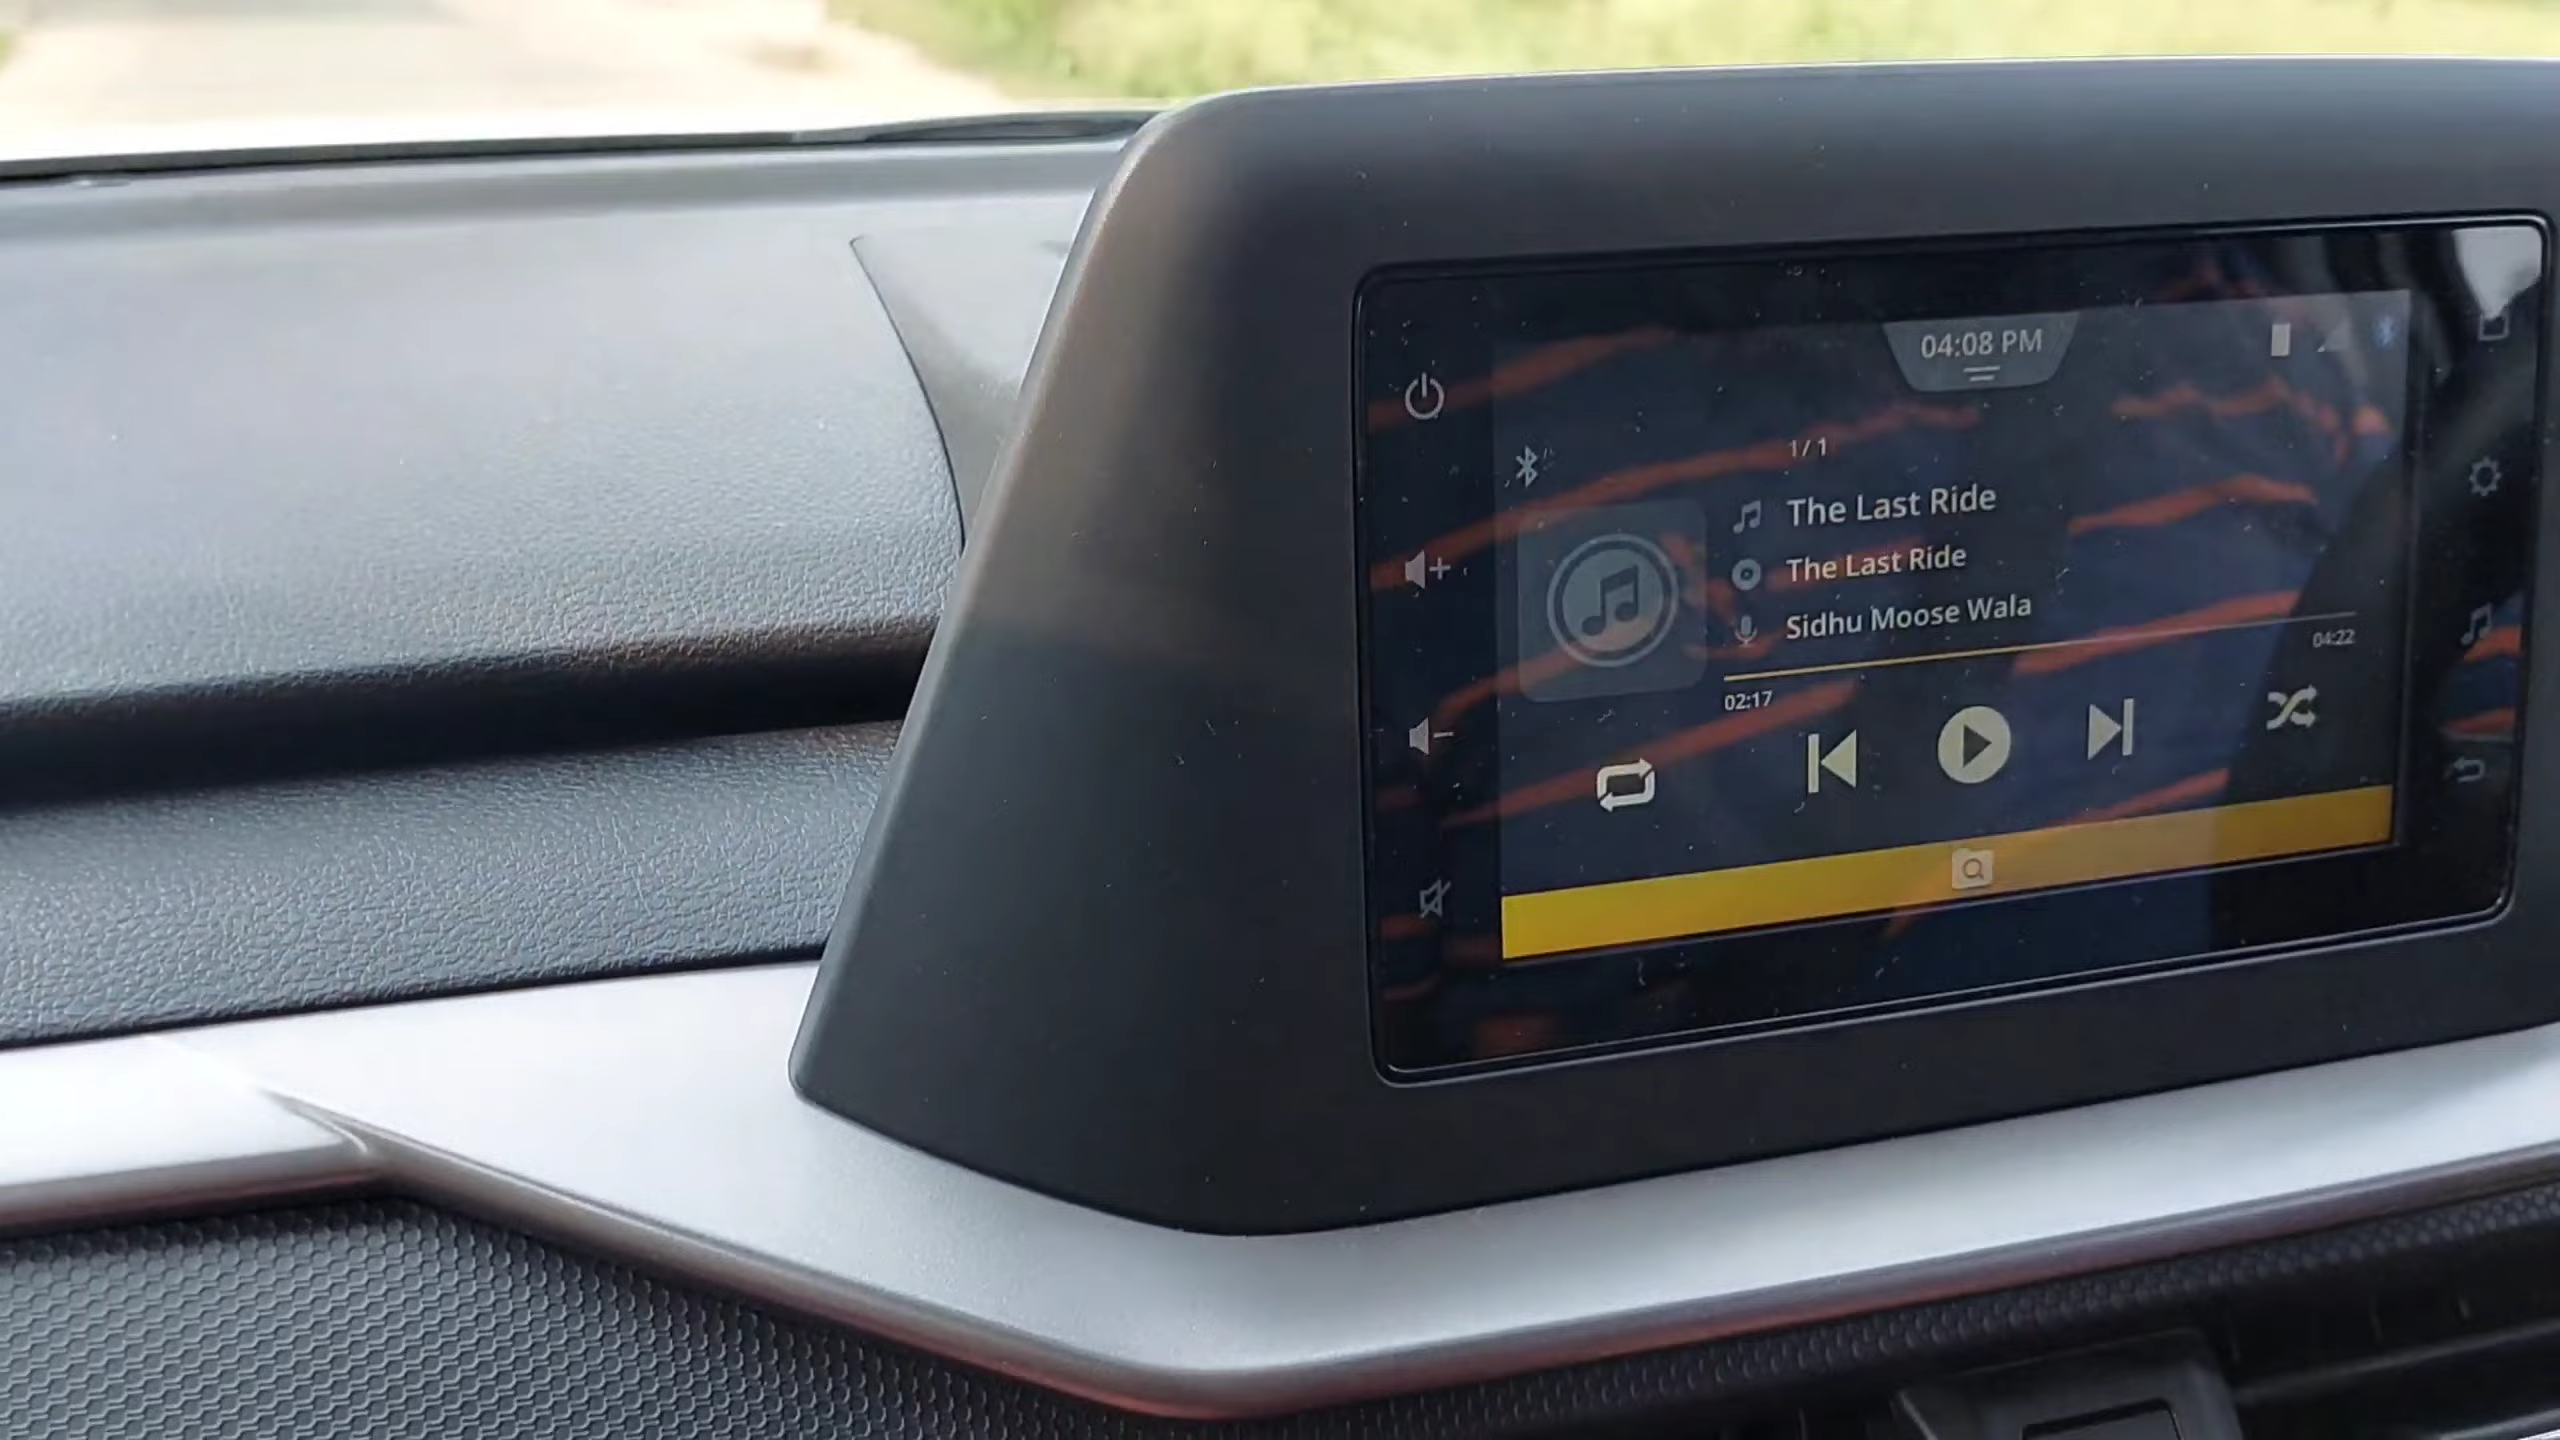 04:08 PM
1/1
The Last Ride
The Last Ride
Sidhu Moose Wala
04:22
02:17